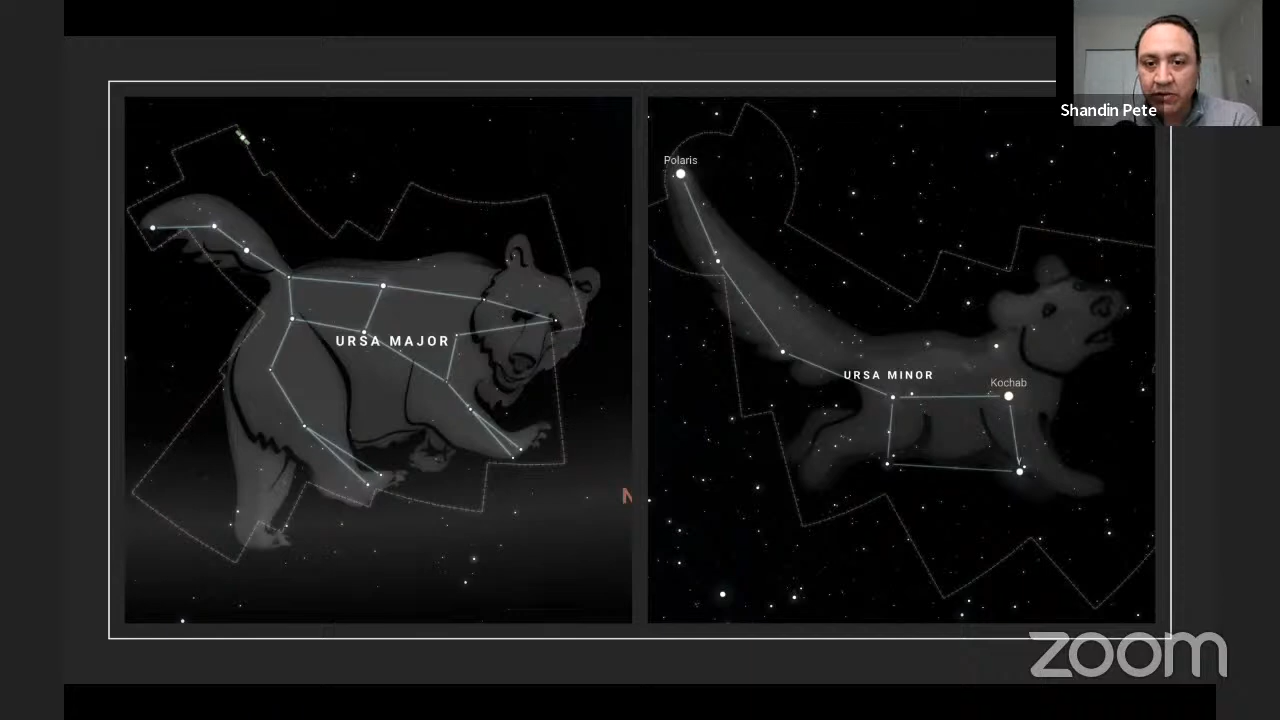 Shandin Pete
Polaris
URSA MAJOR
URSA MINOR
Kochab
N
zoom